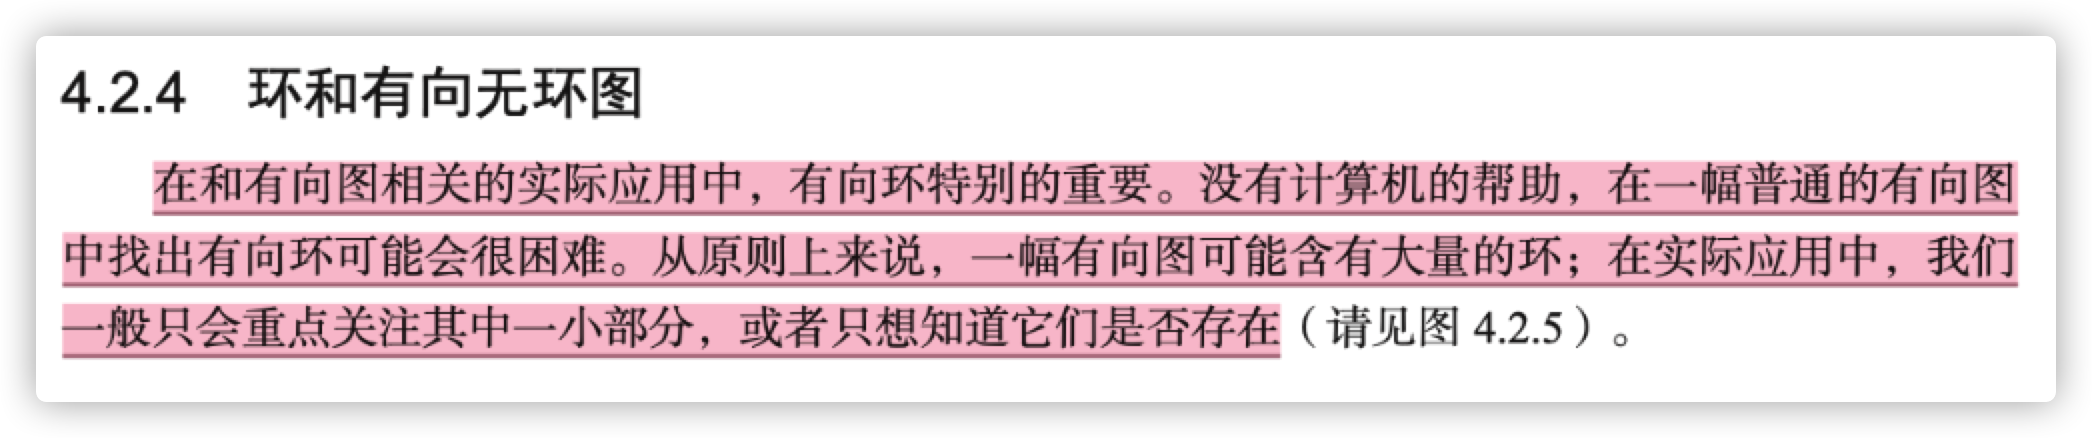 4.2.4 环和有向无环图
在和有向图相关的实际应用中，有向环特别的重要。没有计算机的帮助，在一幅普通的有向图
中找出有向环可能会很困难。从原则上来说，一幅有向图可能含有大量的环；在实际应用中，我们
一般只会重点关注其中一小部分，或者只想知道它们是否存在（请见图 4.2.5）。